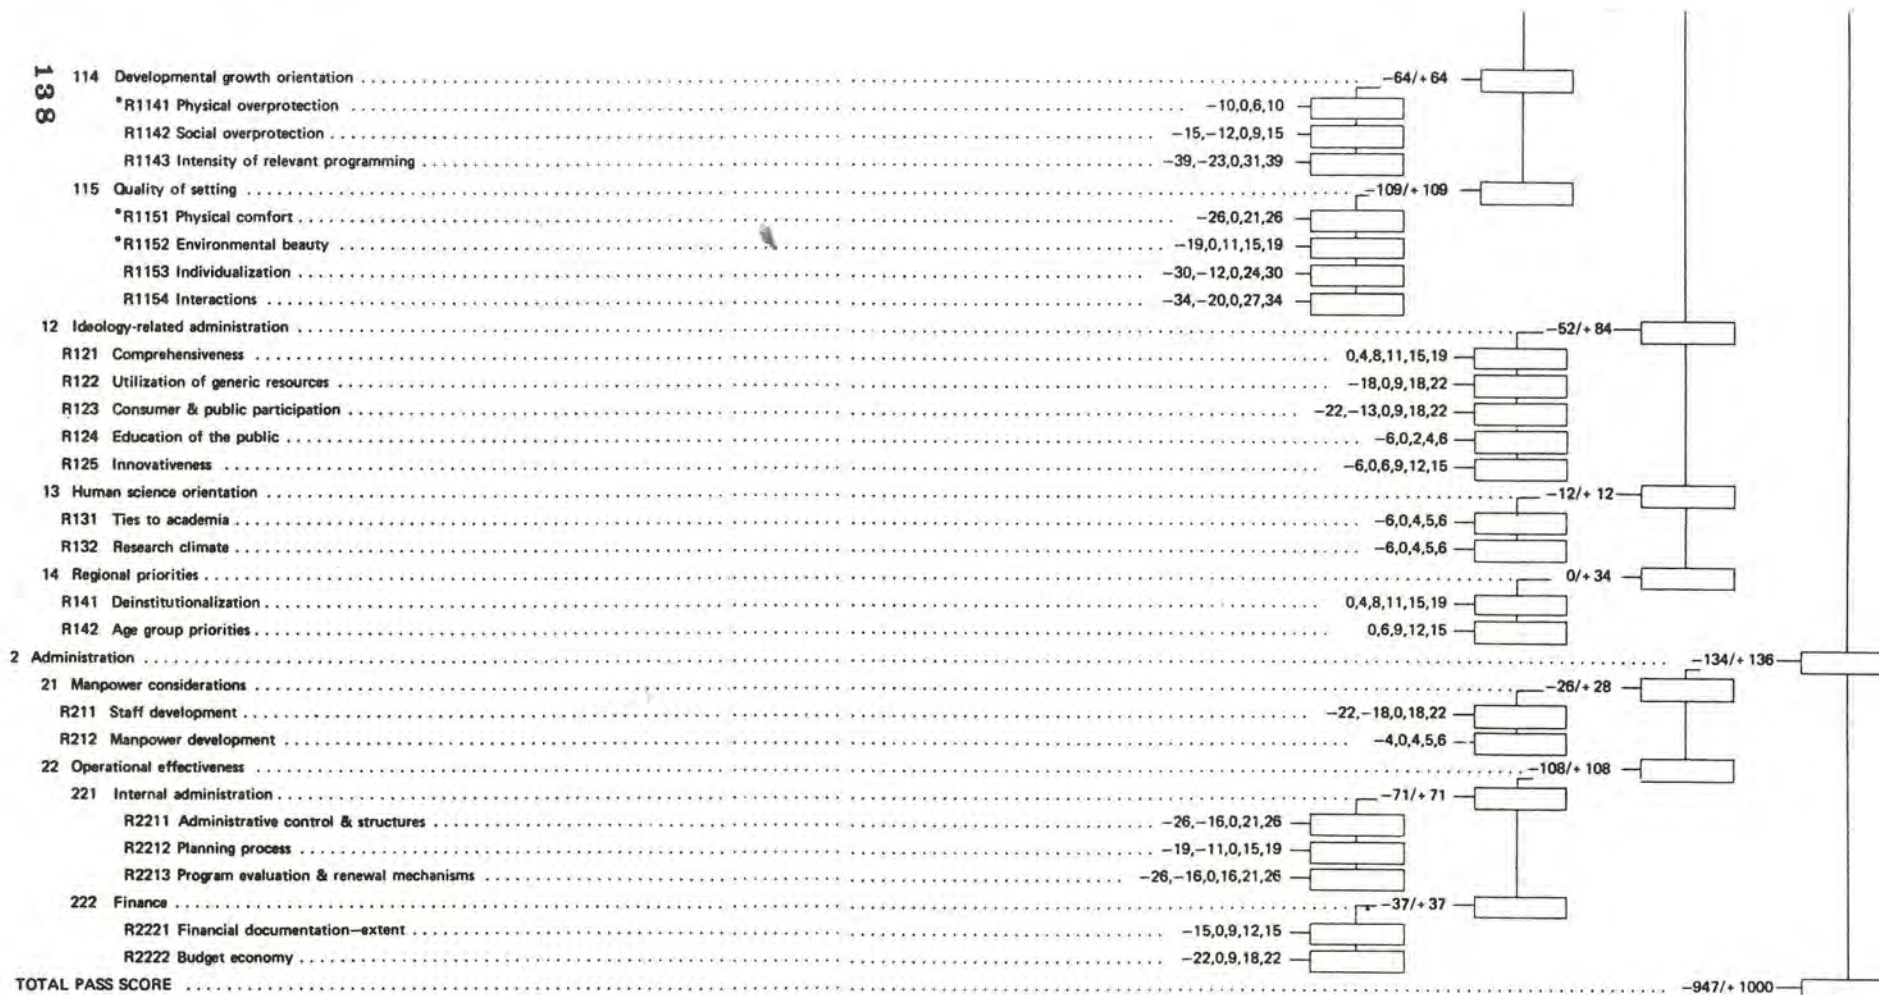 138
114 Developmental growth orientation −64/+ 64
*R1141 Physical overprotection −10,0,6,10
R1142 Social overprotection −15,−12,0,9,15
R1143 Intensity of relevant programming −39,−23,0,31,39
115 Quality of setting −109/+ 109
*R1151 Physical comfort −26,0,21,26
*R1152 Environmental beauty −19,0,11,15,19
R1153 Individualization −30,−12,0,24,30
R1154 Interactions −34,−20,0,27,34
12 Ideology-related administration −52/+ 84
R121 Comprehensiveness 0,4,8,11,15,19
R122 Utilization of generic resources −18,0,9,18,22
R123 Consumer & public participation −22,−13,0,9,18,22
R124 Education of the public −6,0,2,4,6
R125 Innovativeness −6,0,6,9,12,15
13 Human science orientation −12/+ 12
R131 Ties to academia −6,0,4,5,6
R132 Research climate −6,0,4,5,6
14 Regional priorities 0/+ 34
R141 Deinstitutionalization 0,4,8,11,15,19
R142 Age group priorities 0,6,9,12,15
2 Administration −134/+ 136
21 Manpower considerations −26/+ 28
R211 Staff development −22,−18,0,18,22
R212 Manpower development −4,0,4,5,6
22 Operational effectiveness −108/+ 108
221 Internal administration −71/+ 71
R2211 Administrative control & structures −26,−16,0,21,26
R2212 Planning process −19,−11,0,15,19
R2213 Program evaluation & renewal mechanisms −26,−16,0,16,21,26
222 Finance −37/+ 37
R2221 Financial documentation—extent −15,0,9,12,15
R2222 Budget economy −22,0,9,18,22
TOTAL PASS SCORE −947/+ 1000